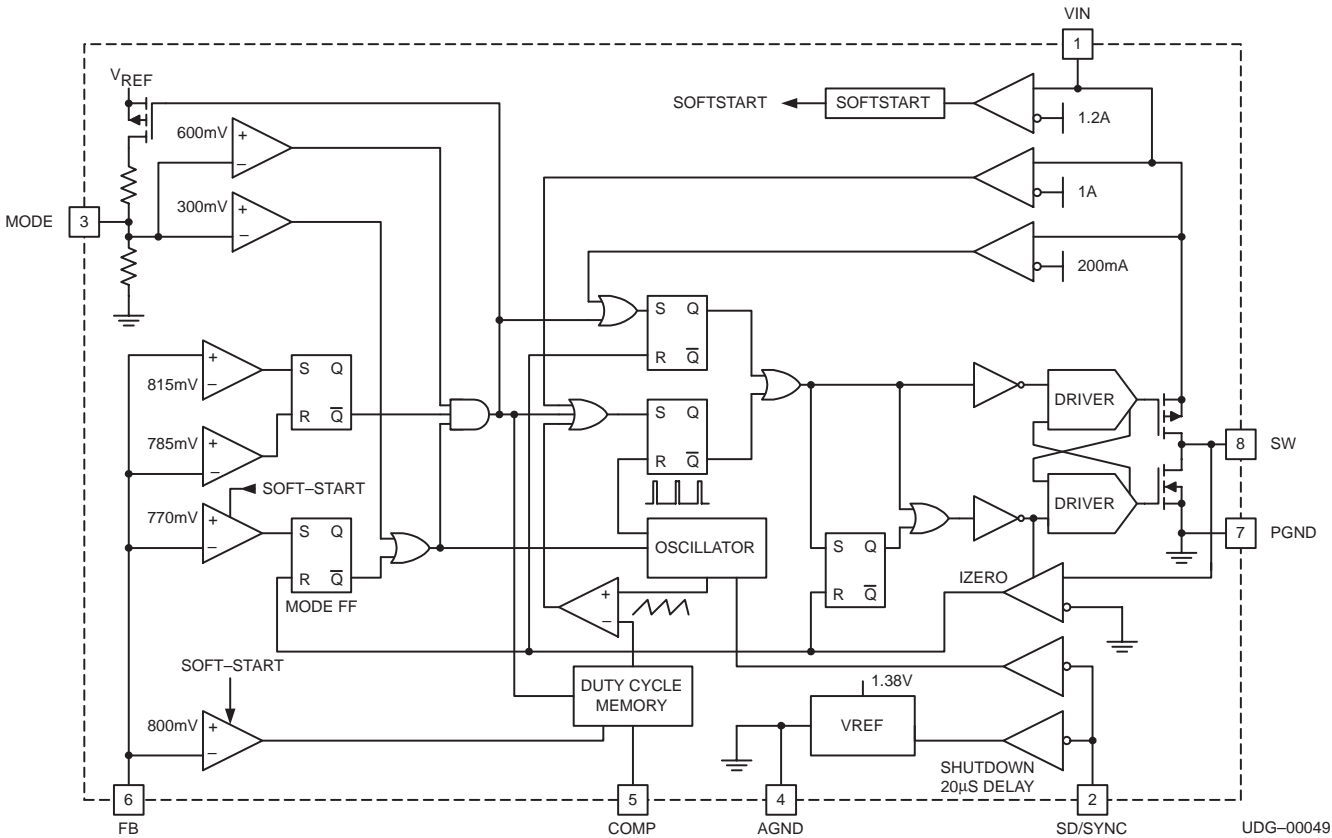 VIN
1
V_REF
SOFTSTART
SOFTSTART
1.2A
600mV
+
−
1A
300mV
+
−
MODE
3
200mA
S Q
R Q̅
815mV
+
−
S Q
R Q̅
785mV
+
−
S Q
R Q̅
DRIVER
8
SW
SOFT–START
770mV
+
−
S Q
R Q̅
MODE FF
OSCILLATOR
S Q
R Q̅
DRIVER
7
PGND
IZERO
+
−
SOFT–START
800mV
+
−
DUTY CYCLE
MEMORY
1.38V
VREF
SHUTDOWN
20µS DELAY
6
FB
5
COMP
4
AGND
2
SD/SYNC
UDG–00049